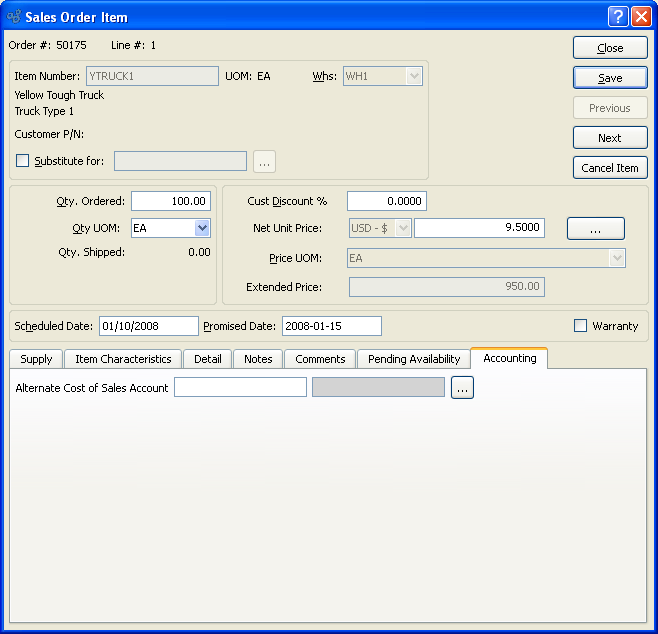 Sales Order Item
Order #: 50175 Line #: 1
Close
Item Number: YTRUCK1 UOM: EA Whs: WH1
Save
Yellow Tough Truck
Truck Type 1
Previous
Customer P/N:
Next
Substitute for: ...
Cancel Item
Qty. Ordered: 100.00 Cust Discount % 0.0000
Qty UOM: EA Net Unit Price: USD - $ 9.5000 ...
Qty. Shipped: 0.00 Price UOM: EA
Extended Price: 950.00
Scheduled Date: 01/10/2008 Promised Date: 2008-01-15 Warranty
Supply Item Characteristics Detail Notes Comments Pending Availability Accounting
Alternate Cost of Sales Account ...